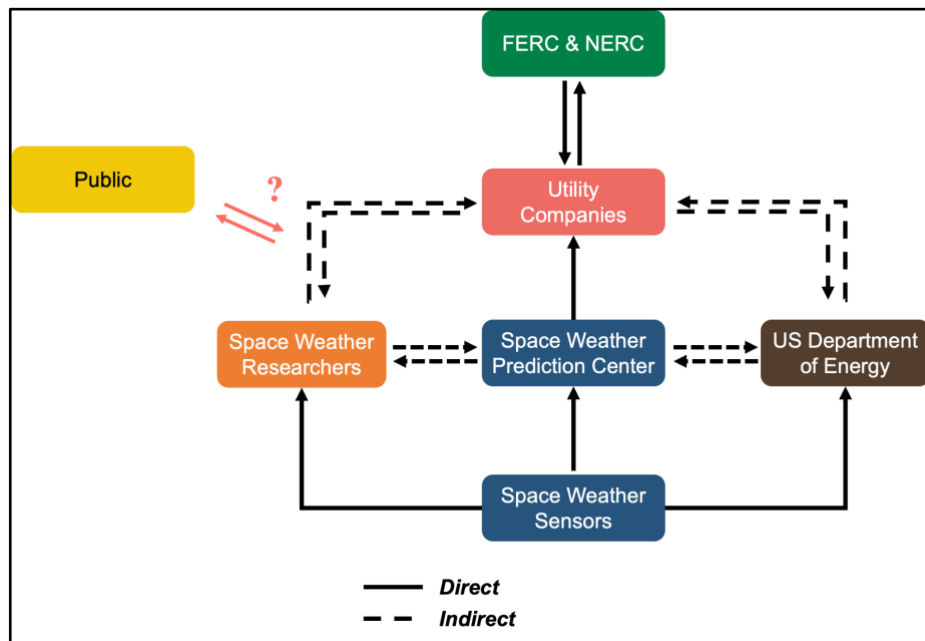 FERC & NERC
Public
?
Utility
Companies
Space Weather
Researchers
Space Weather
Prediction Center
US Department
of Energy
Space Weather
Sensors
Direct
Indirect